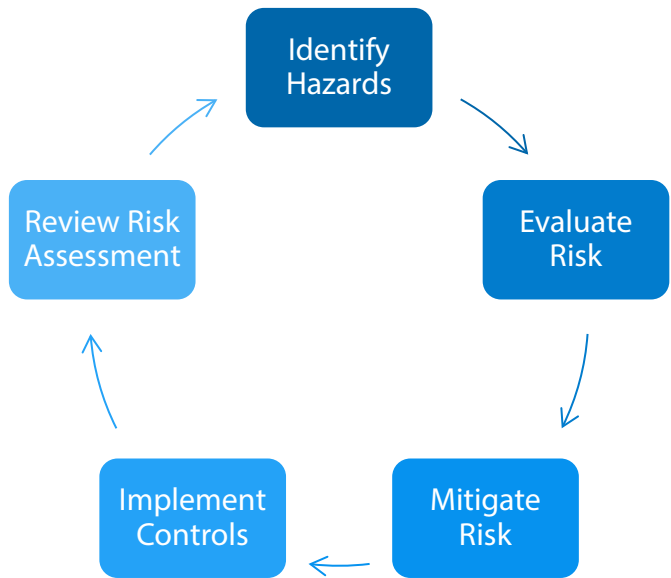 Identify
Hazards
Evaluate
Risk
Mitigate
Risk
Implement
Controls
Review Risk
Assessment